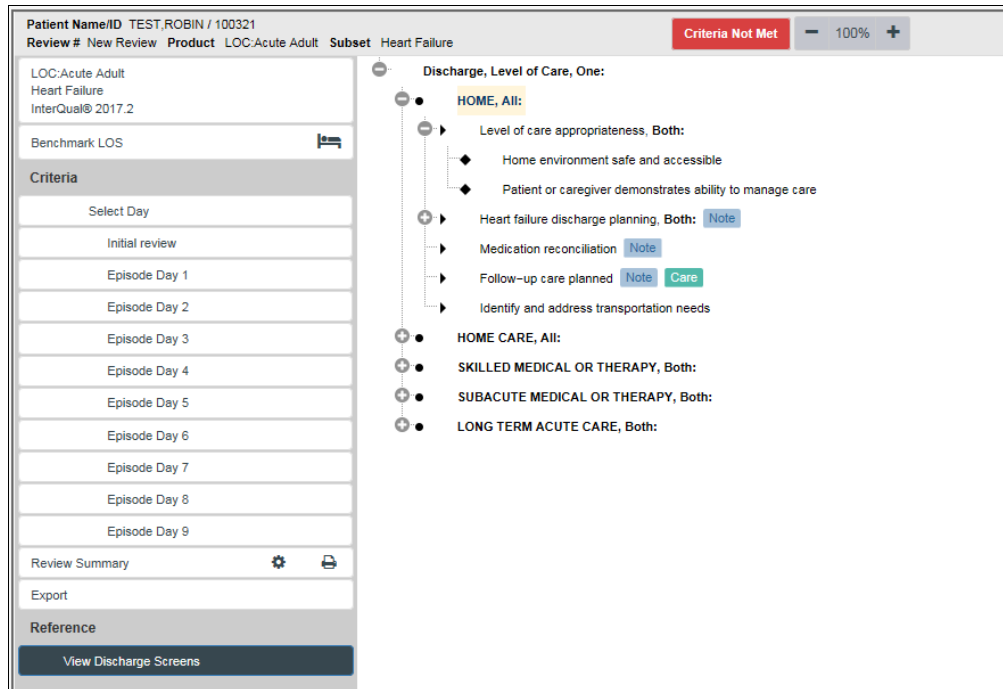 Patient Name/ID TEST,ROBIN / 100321
Review # New Review Product LOC:Acute Adult Subset Heart Failure
Criteria Not Met
100%
LOC:Acute Adult
Heart Failure
InterQual® 2017.2
Benchmark LOS
Criteria
Select Day
Initial review
Episode Day 1
Episode Day 2
Episode Day 3
Episode Day 4
Episode Day 5
Episode Day 6
Episode Day 7
Episode Day 8
Episode Day 9
Review Summary
Export
Reference
View Discharge Screens
Discharge, Level of Care, One:
HOME, All:
Level of care appropriateness, Both:
Home environment safe and accessible
Patient or caregiver demonstrates ability to manage care
Heart failure discharge planning, Both: Note
Medication reconciliation Note
Follow-up care planned Note Care
Identify and address transportation needs
HOME CARE, All:
SKILLED MEDICAL OR THERAPY, Both:
SUBACUTE MEDICAL OR THERAPY, Both:
LONG TERM ACUTE CARE, Both: